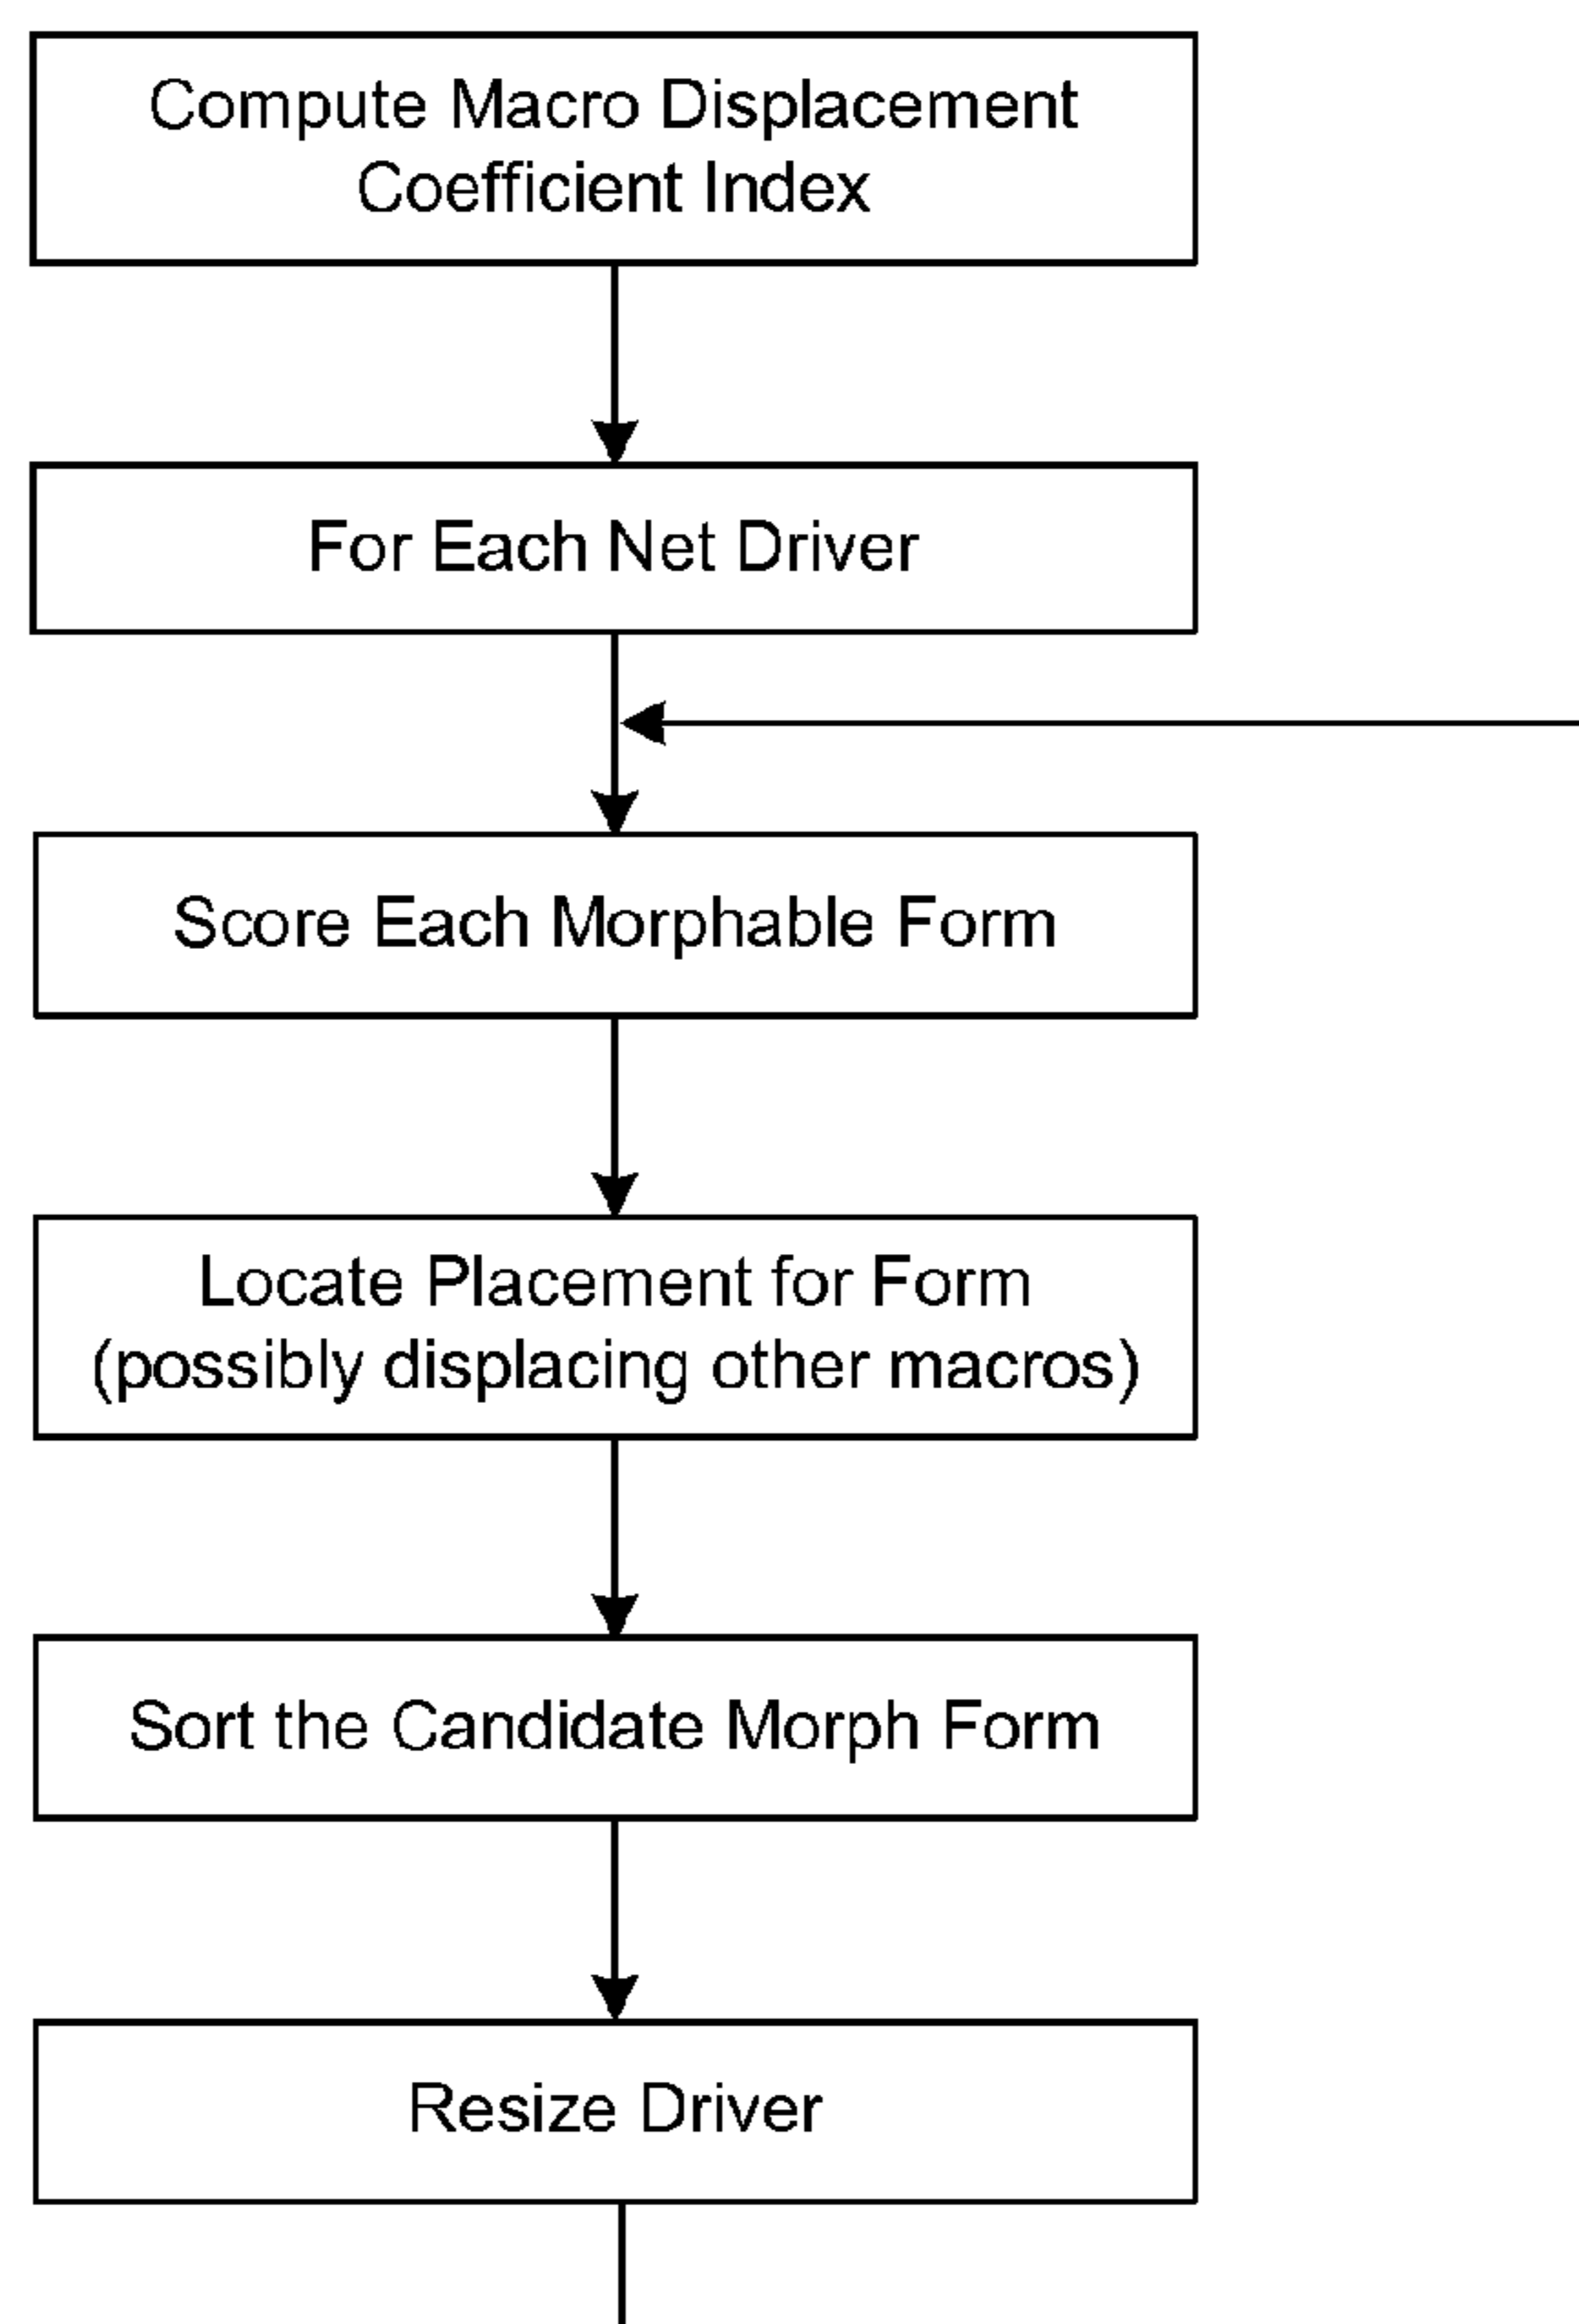 Compute Macro Displacement
Coefficient Index
For Each Net Driver
Score Each Morphable Form
Locate Placement for Form
(possibly displacing other macros)
Sort the Candidate Morph Form
Resize Driver